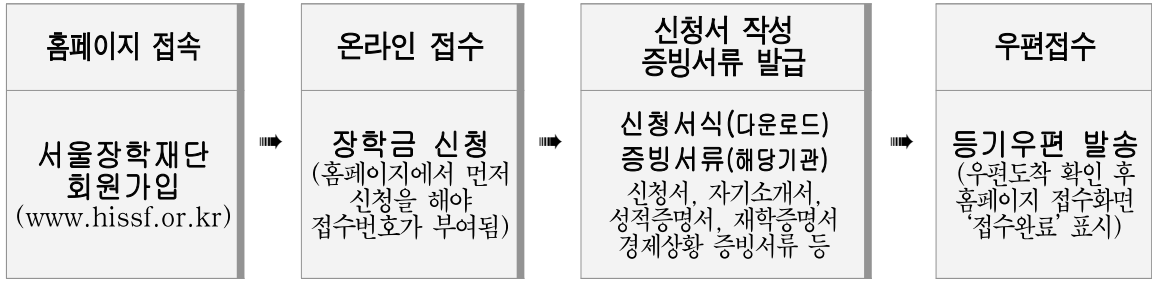 홈페이지 접속
서울장학재단
회원가입
(www.hissf.or.kr)
온라인 접수
장학금 신청
(홈페이지에서 먼저
신청을 해야
접수번호가 부여됨)
신청서 작성
증빙서류 발급
신청서식(다운로드)
증빙서류(해당기관)
신청서, 자기소개서,
성적증명서, 재학증명서
경제상황 증빙서류 등
우편접수
등기우편 발송
(우편도착 확인 후
홈페이지 접수화면
‘접수완료’ 표시)